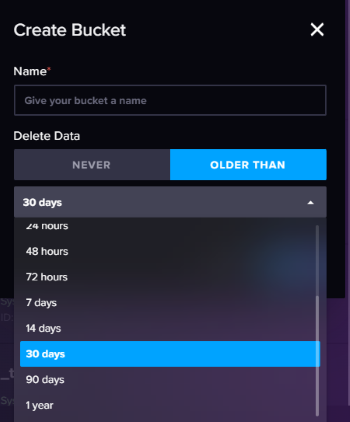 Create Bucket
Name*
Give your bucket a name
Delete Data
NEVER
OLDER THAN
30 days
24 hours
48 hours
72 hours
7 days
14 days
30 days
90 days
1 year